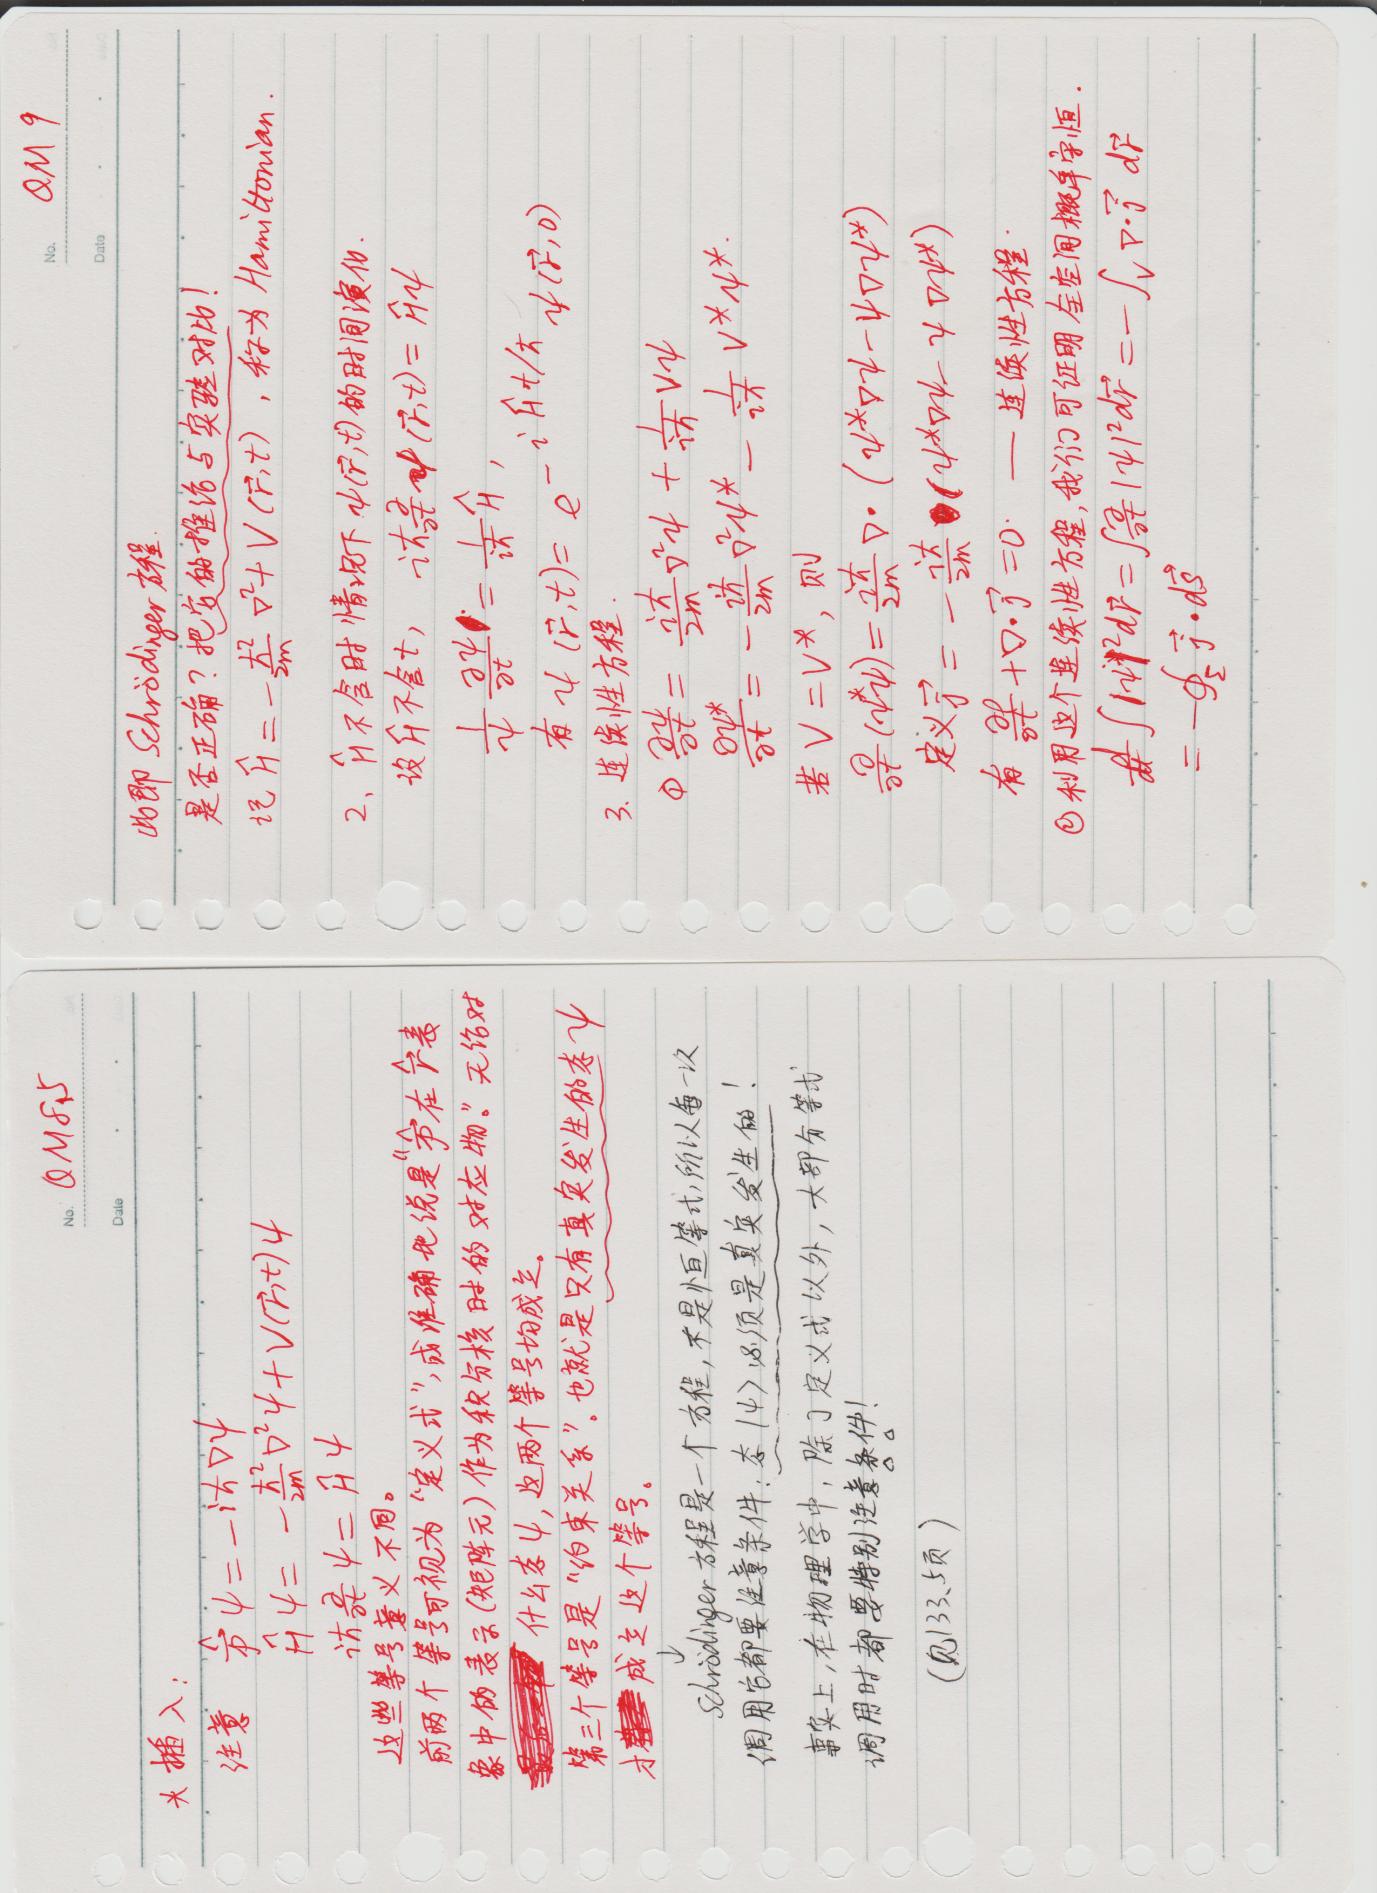 No. QM8.5
Date
* 插入:
注意 $\hat{\vec{p}}\psi = -i\hbar\nabla\psi$
$\hat{H}\psi = -\frac{\hbar^2}{2m}\nabla^2\psi + V(\vec{r},t)\psi$
$i\hbar\frac{\partial}{\partial t}\psi = \hat{H}\psi$
这些等号意义不同。
前两个等号可视为“定义式”,或准确地说是“$\hat{\vec{p}}$在$\hat{\vec{r}}$表
象中的表示(矩阵元)作为积分核时的对应物”。无论对
什么态ψ,这两个等号均成立。
第三个等号是“约束关系”。也就是只有真实发生的态ψ
才成立这个等号。
↓
Schrödinger方程是一个方程,不是恒等式,所以每一次
调用它都要注意条件:态|ψ>必须是真实发生的!
事实上,在物理学中,除了定义式以外,大部分等式
调用时都要特别注意条件!
(见133.5页)
No. QM 9
Date
此即 Schrödinger方程.
是否正确?把它的推论与实验对比!
记 $\hat{H} = -\frac{\hbar^2}{2m}\nabla^2 + V(\vec{r},t)$ ,称为 Hamiltonian.
2、$\hat{H}$不含时情况下 $\psi(\vec{r},t)$的时间演化.
设$\hat{H}$不含t, $i\hbar\frac{\partial}{\partial t}\psi(\vec{r},t) = \hat{H}\psi$
$\frac{1}{\psi}\frac{\partial\psi}{\partial t} = \frac{1}{i\hbar}\hat{H}$,
有 $\psi(\vec{r},t) = e^{-i\hat{H}t/\hbar}\psi(\vec{r},0)$
3、连续性方程.
① $\frac{\partial\psi}{\partial t} = \frac{i\hbar}{2m}\nabla^2\psi + \frac{1}{i\hbar}V\psi$
$\frac{\partial\psi^*}{\partial t} = -\frac{i\hbar}{2m}\nabla^2\psi^* - \frac{1}{i\hbar}V^*\psi^*.$
若 $V = V^*$, 则
$\frac{\partial}{\partial t}(\psi^*\psi) = \frac{i\hbar}{2m}\nabla\cdot(\psi^*\nabla\psi - \psi\nabla\psi^*)$
定义$\vec{j} = -\frac{i\hbar}{2m}(\psi^*\nabla\psi - \psi\nabla\psi^*)$
有 $\frac{\partial\rho}{\partial t} + \nabla\cdot\vec{j} = 0.$ — 连续性方程.
② 利用这个连续性方程,我们可证明全空间概率守恒.
$\frac{d}{dt}\int|\psi|^2 d\vec{r} = \int\frac{\partial}{\partial t}|\psi|^2 d\vec{r} = -\int_V \nabla\cdot\vec{j}\, d\vec{r}$
$= -\oint_\Sigma \vec{j}\cdot d\vec{s}$